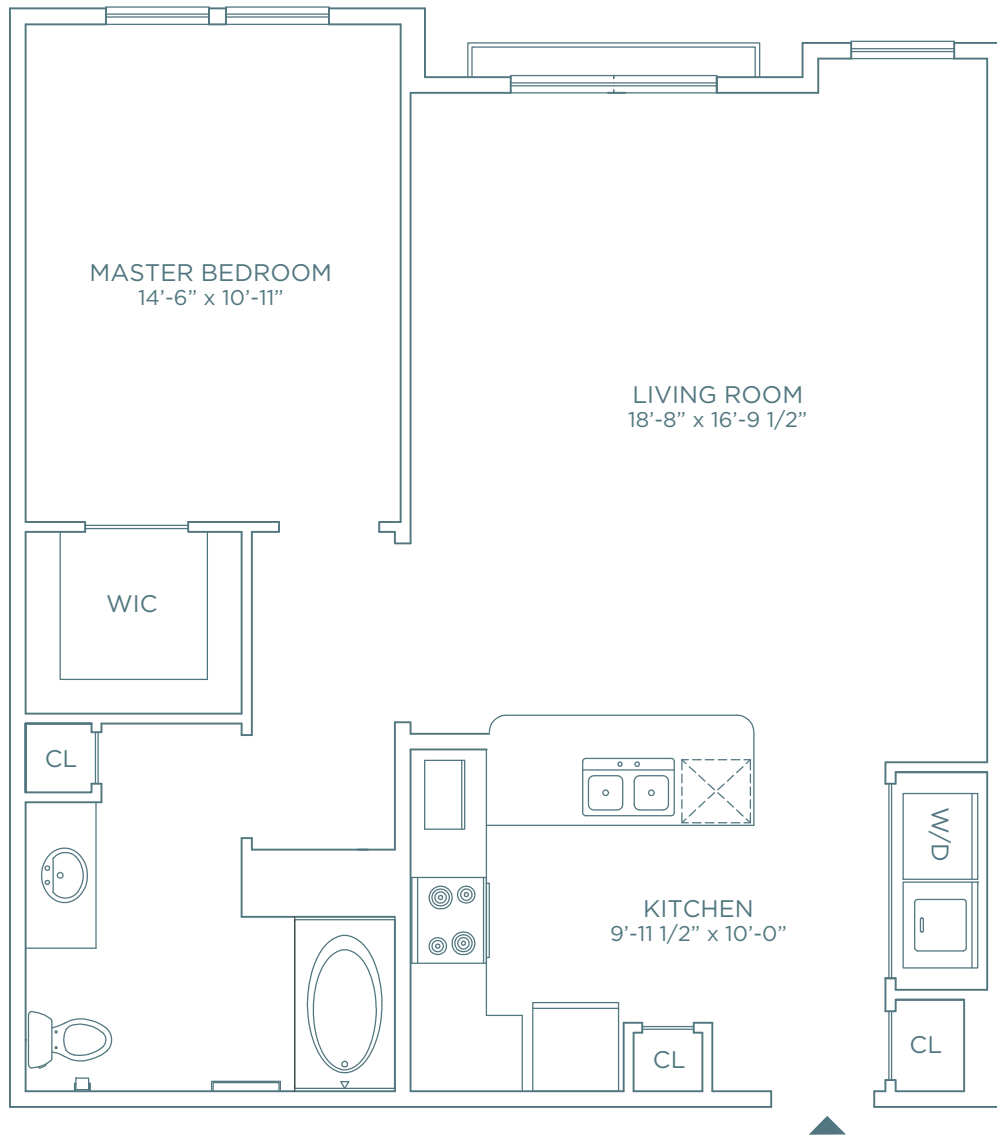 MASTER BEDROOM
14’-6” x 10’-11”
LIVING ROOM
18’-8” x 16’-9 1/2”
WIC
CL
W/D
KITCHEN
9’-11 1/2” x 10’-0”
CL
CL